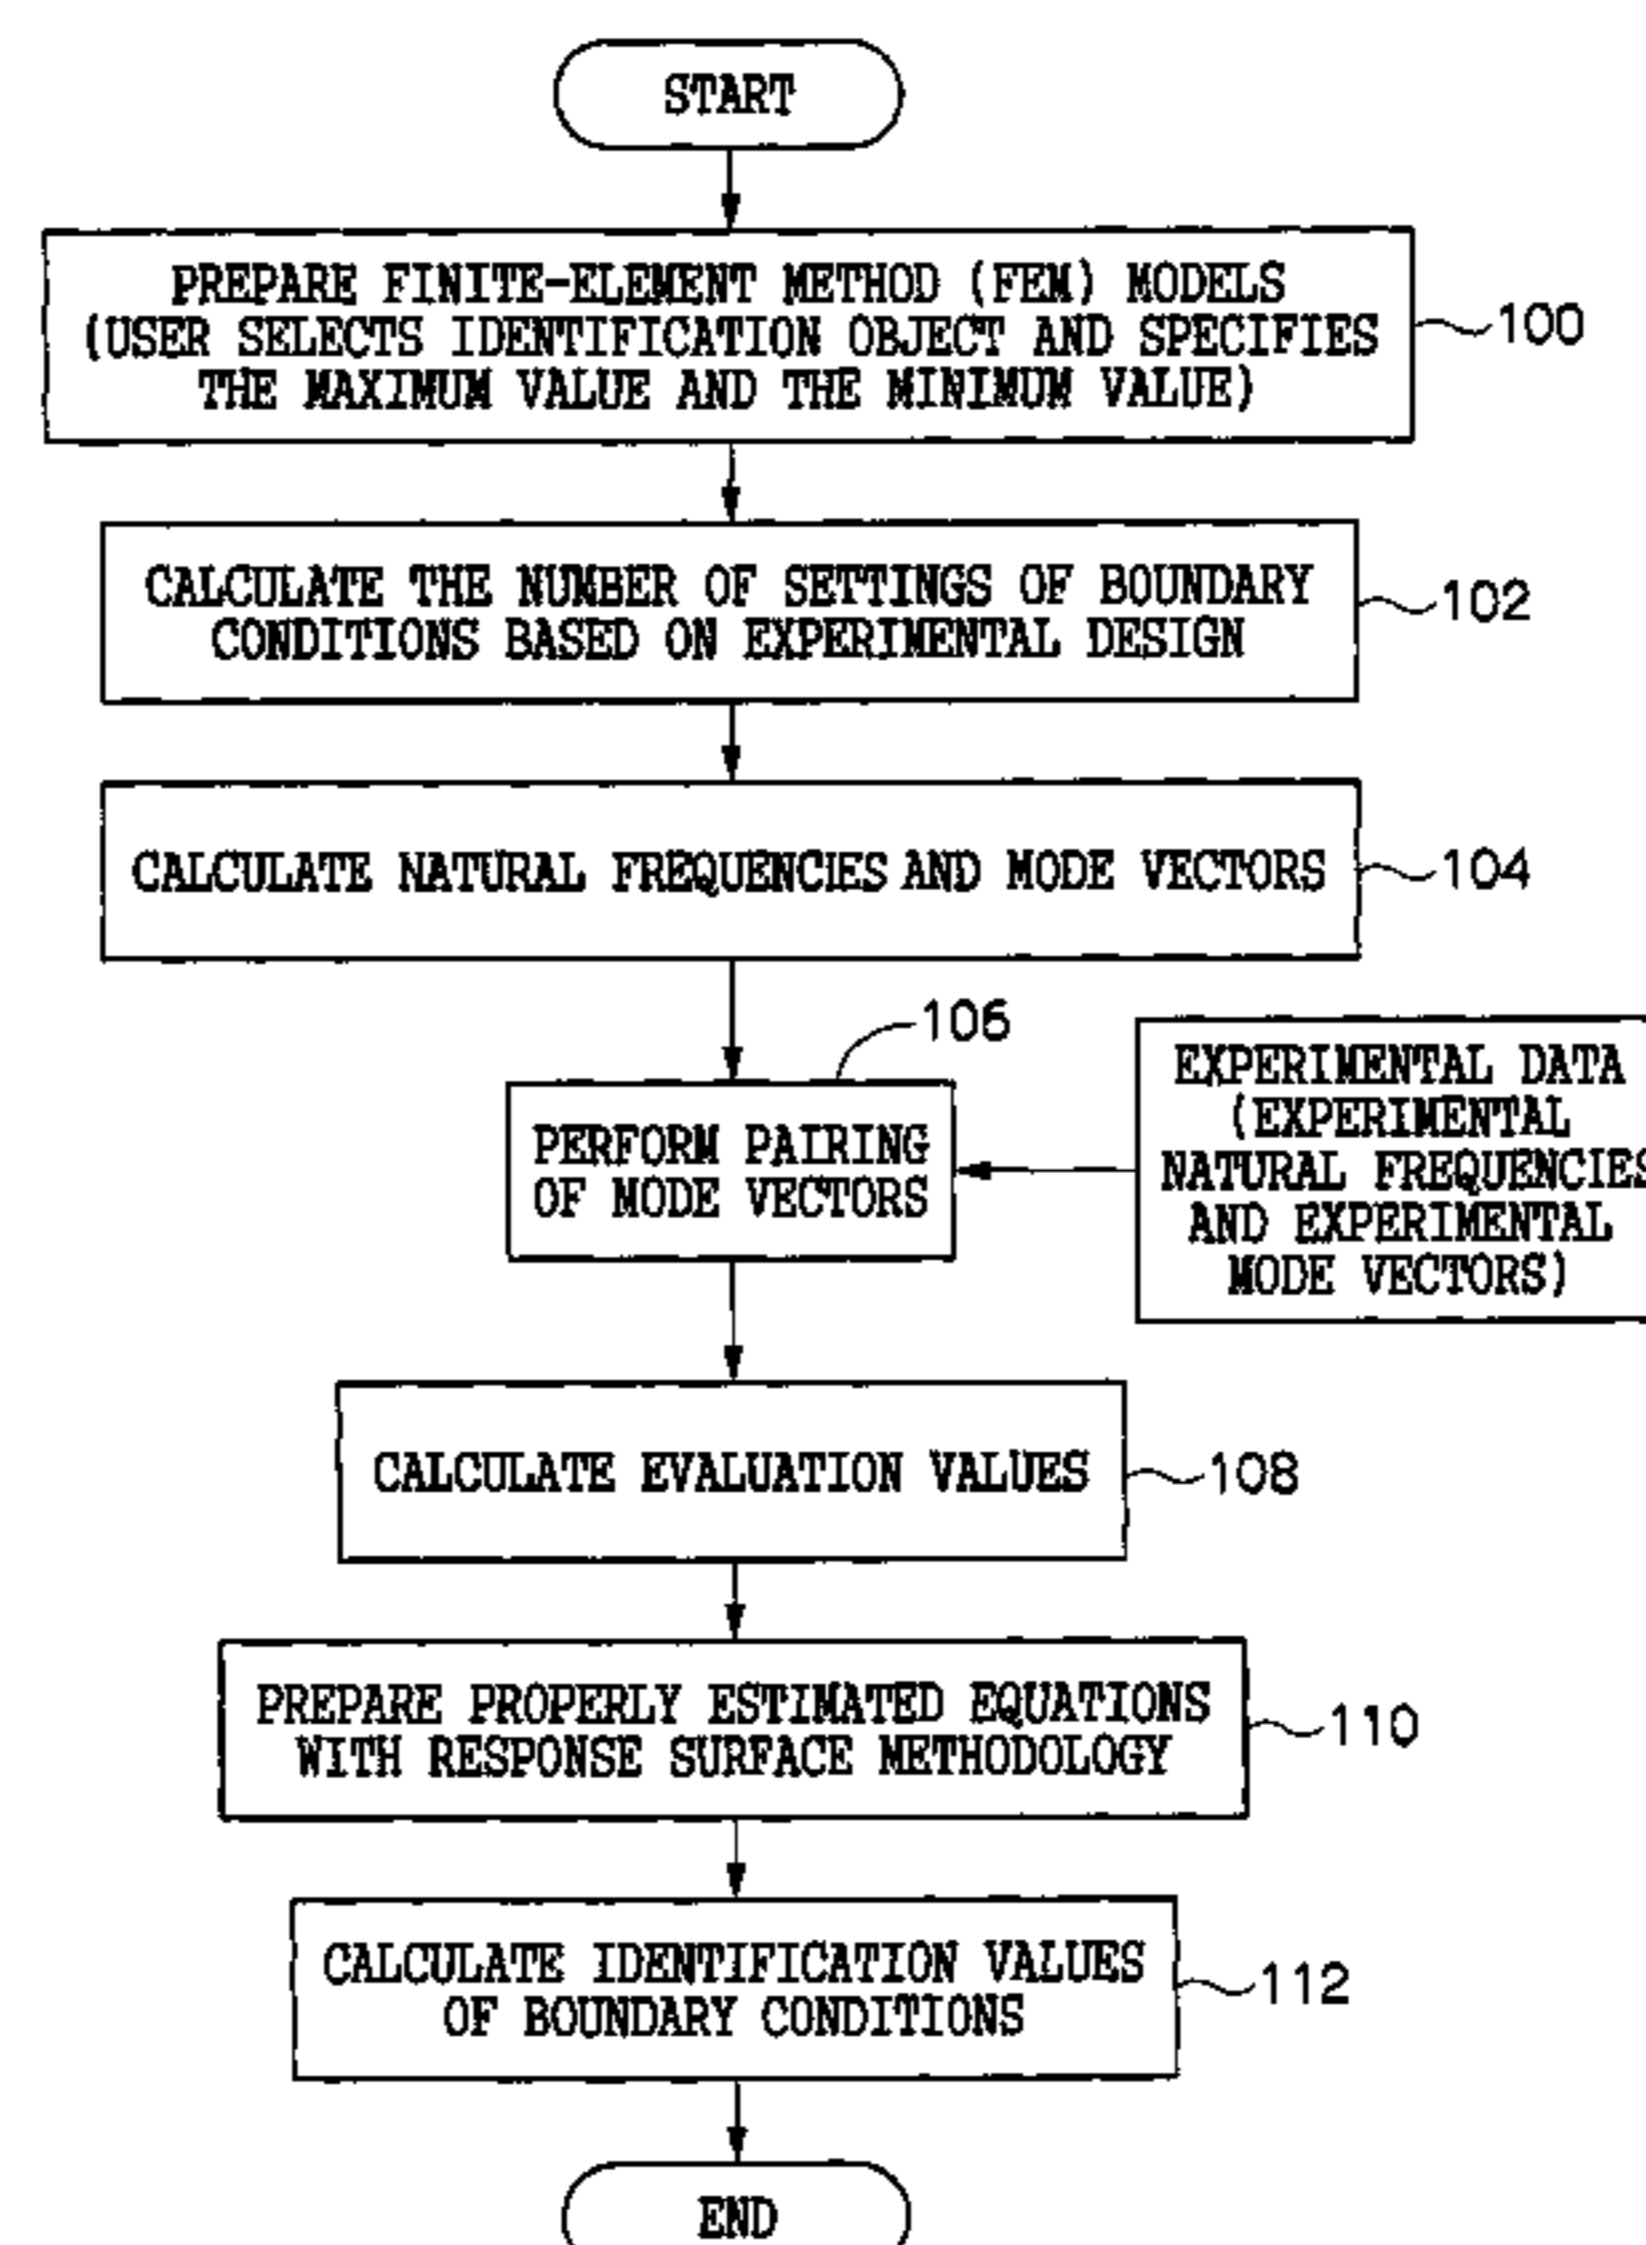 START
PREPARE FINITE-ELEMENT METHOD (FEM) MODELS
(USER SELECTS IDENTIFICATION OBJECT AND SPECIFIES
THE MAXIMUM VALUE AND THE MINIMUM VALUE)
100
CALCULATE THE NUMBER OF SETTINGS OF BOUNDARY
CONDITIONS BASED ON EXPERIMENTAL DESIGN
102
CALCULATE NATURAL FREQUENCIES AND MODE VECTORS
104
106
PERFORM PAIRING
OF MODE VECTORS
EXPERIMENTAL DATA
(EXPERIMENTAL
NATURAL FREQUENCIES
AND EXPERIMENTAL
MODE VECTORS)
CALCULATE EVALUATION VALUES
108
PREPARE PROPERLY ESTIMATED EQUATIONS
WITH RESPONSE SURFACE METHODOLOGY
110
CALCULATE IDENTIFICATION VALUES
OF BOUNDARY CONDITIONS
112
END